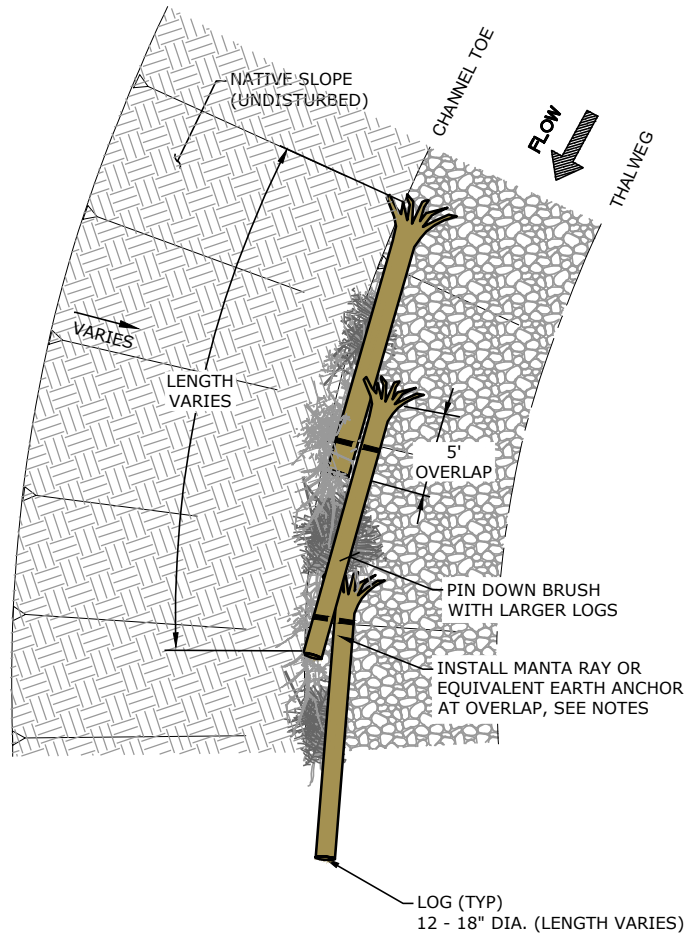 NATIVE SLOPE
(UNDISTURBED)
CHANNEL TOE
FLOW
THALWEG
VARIES
LENGTH
VARIES
5'
OVERLAP
PIN DOWN BRUSH
WITH LARGER LOGS
INSTALL MANTA RAY OR
EQUIVALENT EARTH ANCHOR
AT OVERLAP, SEE NOTES
LOG (TYP)
12 - 18" DIA. (LENGTH VARIES)